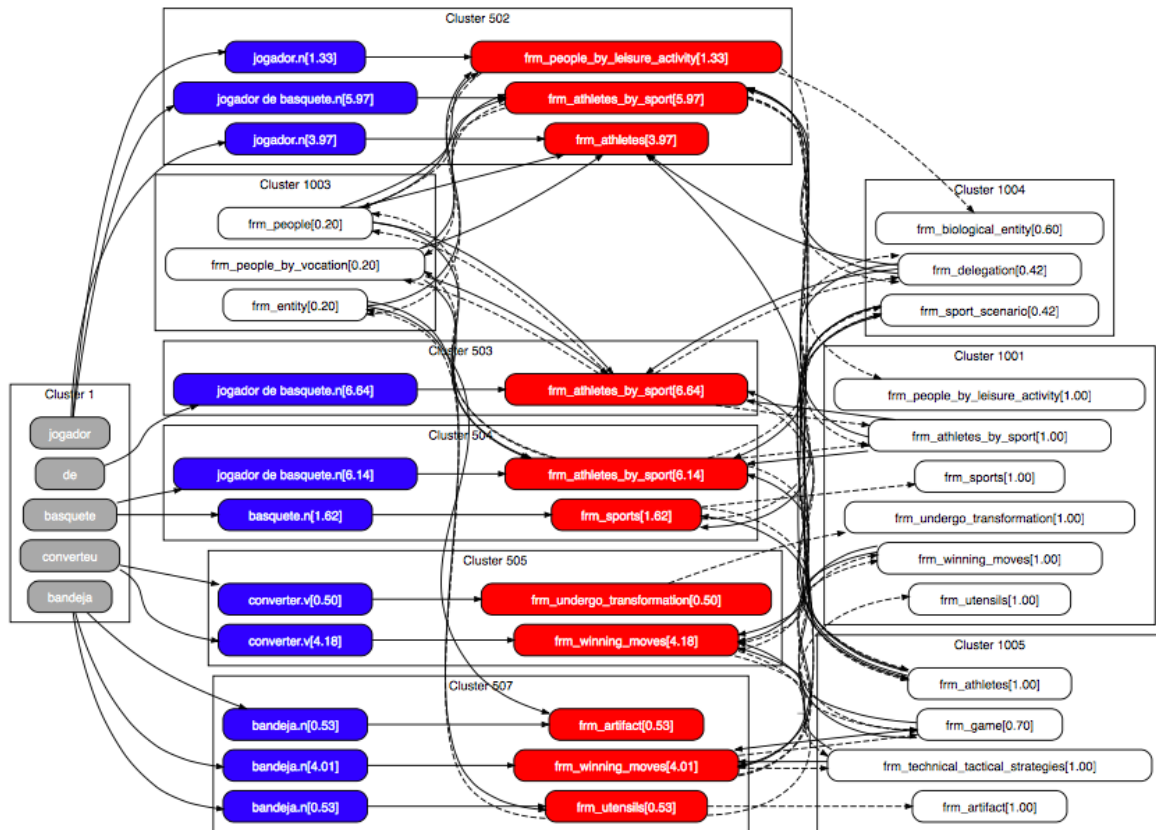 Cluster 502
jogador.n[1.33]
frm_people_by_leisure_activity[1.33]
jogador de basquete.n[5.97]
frm_athletes_by_sport[5.97]
jogador.n[3.97]
frm_athletes[3.97]
Cluster 1003
frm_people[0.20]
frm_people_by_vocation[0.20]
frm_entity[0.20]
Cluster 1004
frm_biological_entity[0.60]
frm_delegation[0.42]
frm_sport_scenario[0.42]
Cluster 503
jogador de basquete.n[6.64]
frm_athletes_by_sport[6.64]
Cluster 1001
frm_people_by_leisure_activity[1.00]
frm_athletes_by_sport[1.00]
frm_sports[1.00]
frm_undergo_transformation[1.00]
frm_winning_moves[1.00]
frm_utensils[1.00]
Cluster 1
jogador
de
basquete
converteu
bandeja
Cluster 504
jogador de basquete.n[6.14]
frm_athletes_by_sport[6.14]
basquete.n[1.62]
frm_sports[1.62]
Cluster 505
converter.v[0.50]
frm_undergo_transformation[0.50]
converter.v[4.18]
frm_winning_moves[4.18]
Cluster 1005
frm_athletes[1.00]
frm_game[0.70]
frm_technical_tactical_strategies[1.00]
frm_artifact[1.00]
Cluster 507
bandeja.n[0.53]
frm_artifact[0.53]
bandeja.n[4.01]
frm_winning_moves[4.01]
bandeja.n[0.53]
frm_utensils[0.53]